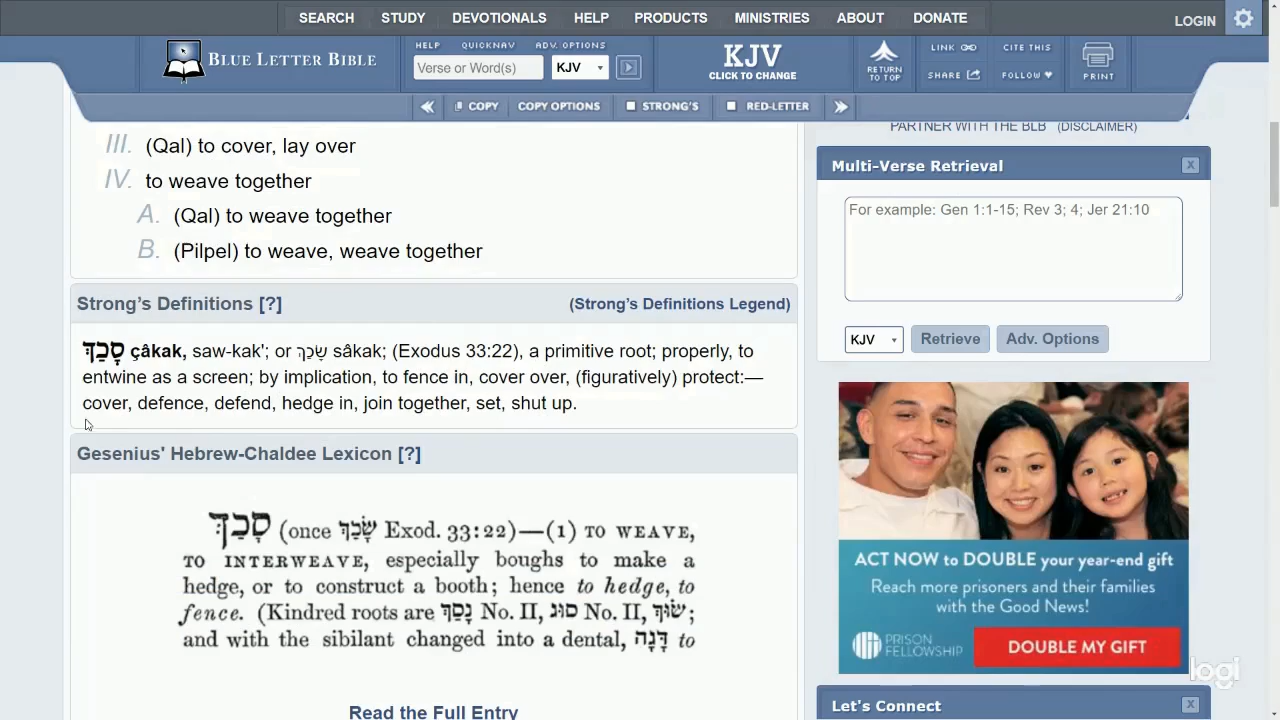 SEARCH STUDY DEVOTIONALS HELP PRODUCTS MINISTRIES ABOUT DONATE LOGIN
BLUE LETTER BIBLE
HELP QUICKNAV ADV. OPTIONS
Verse or Word(s) KJV
KJV
CLICK TO CHANGE
RETURN
TO TOP
LINK CITE THIS
SHARE FOLLOW
PRINT
COPY COPY OPTIONS STRONG'S RED-LETTER
III. (Qal) to cover, lay over
IV. to weave together
A. (Qal) to weave together
B. (Pilpel) to weave, weave together
Strong’s Definitions [?] (Strong’s Definitions Legend)
סָכַךְ çâkak, saw-kak'; or שָׂכַךְ sâkak; (Exodus 33:22), a primitive root; properly, to
entwine as a screen; by implication, to fence in, cover over, (figuratively) protect:—
cover, defence, defend, hedge in, join together, set, shut up.
Gesenius' Hebrew-Chaldee Lexicon [?]
סָכַךְ (once שָׂכַךְ Exod. 33:22)—(1) TO WEAVE,
TO INTERWEAVE, especially boughs to make a
hedge, or to construct a booth; hence to hedge, to
fence. (Kindred roots are נָסַךְ No. II, סוּג No. II, שׂוּךְ;
and with the sibilant changed into a dental, to
Read the Full Entry
PARTNER WITH THE BLB (DISCLAIMER)
Multi-Verse Retrieval x
For example: Gen 1:1-15; Rev 3; 4; Jer 21:10
KJV Retrieve Adv. Options
ACT NOW to DOUBLE your year-end gift
Reach more prisoners and their families
with the Good News!
PRISON
FELLOWSHIP
DOUBLE MY GIFT
logi
Let's Connect x